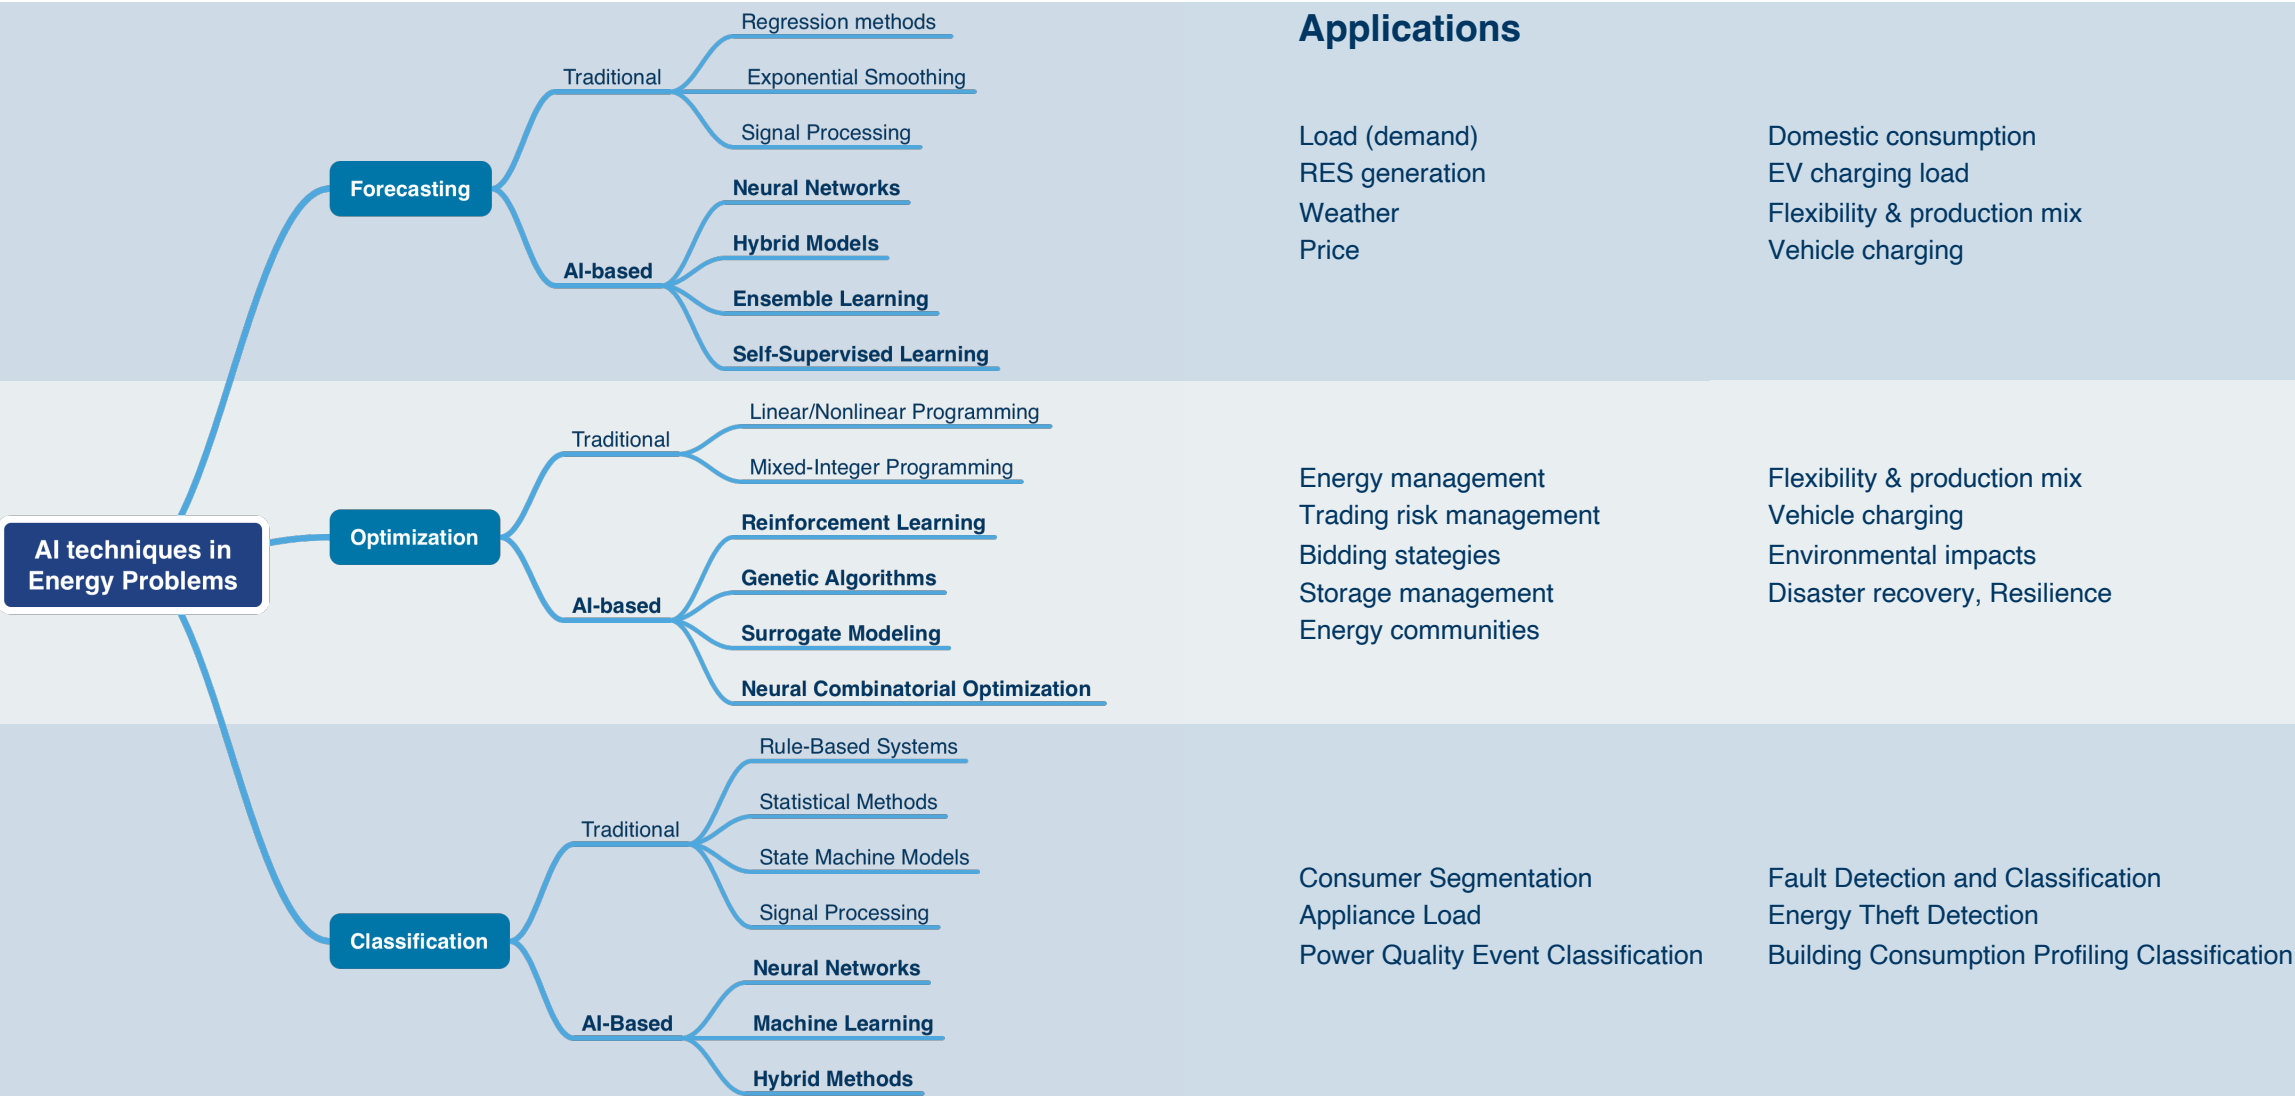 AI techniques in
Energy Problems
Forecasting
Traditional
Regression methods
Exponential Smoothing
Signal Processing
AI-based
Neural Networks
Hybrid Models
Ensemble Learning
Self-Supervised Learning
Optimization
Traditional
Linear/Nonlinear Programming
Mixed-Integer Programming
AI-based
Reinforcement Learning
Genetic Algorithms
Surrogate Modeling
Neural Combinatorial Optimization
Classification
Traditional
Rule-Based Systems
Statistical Methods
State Machine Models
Signal Processing
AI-Based
Neural Networks
Machine Learning
Hybrid Methods
Applications
Load (demand)
RES generation
Weather
Price
Domestic consumption
EV charging load
Flexibility & production mix
Vehicle charging
Energy management
Trading risk management
Bidding stategies
Storage management
Energy communities
Flexibility & production mix
Vehicle charging
Environmental impacts
Disaster recovery, Resilience
Consumer Segmentation
Appliance Load
Power Quality Event Classification
Fault Detection and Classification
Energy Theft Detection
Building Consumption Profiling Classification